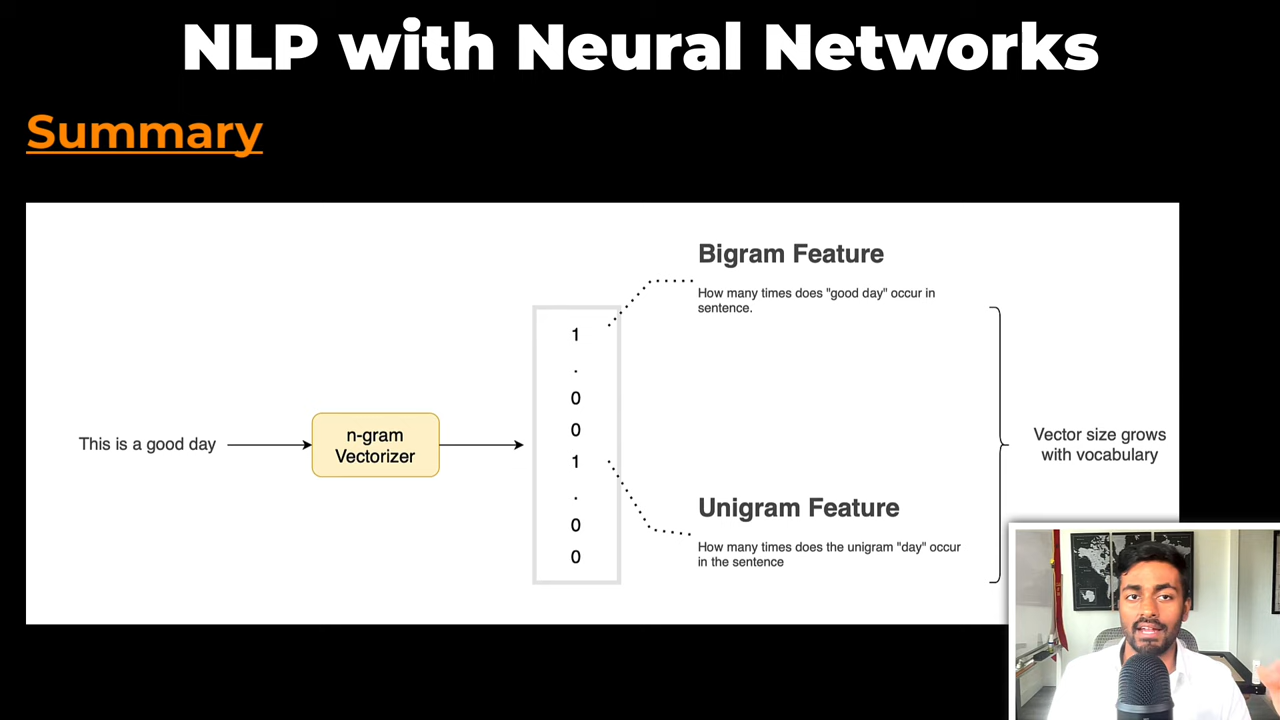 NLP with Neural Networks
Summary
Bigram Feature
How many times does "good day" occur in
sentence.
This is a good day
n-gram
Vectorizer
1
.
0
0
1
.
0
0
Vector size grows
with vocabulary
Unigram Feature
How many times does the unigram "day" occur
in the sentence